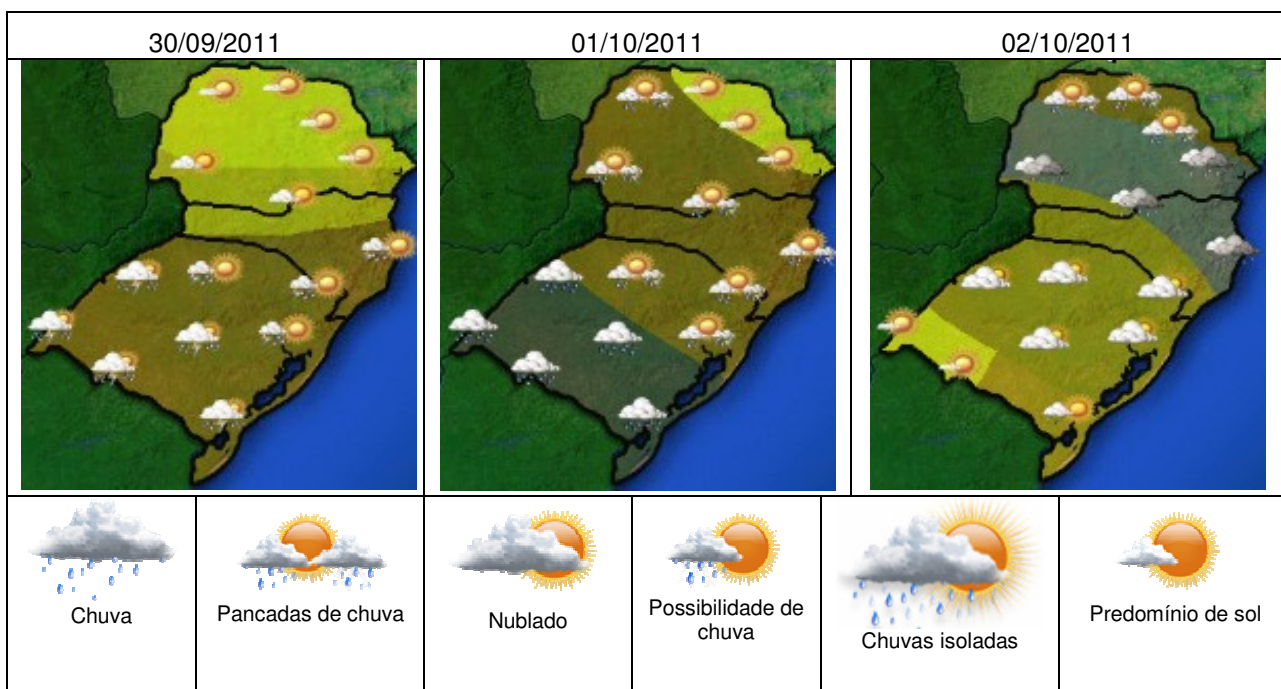 30/09/2011
01/10/2011
02/10/2011
Chuva
Pancadas de chuva
Nublado
Possibilidade de
chuva
Chuvas isoladas
Predomínio de sol